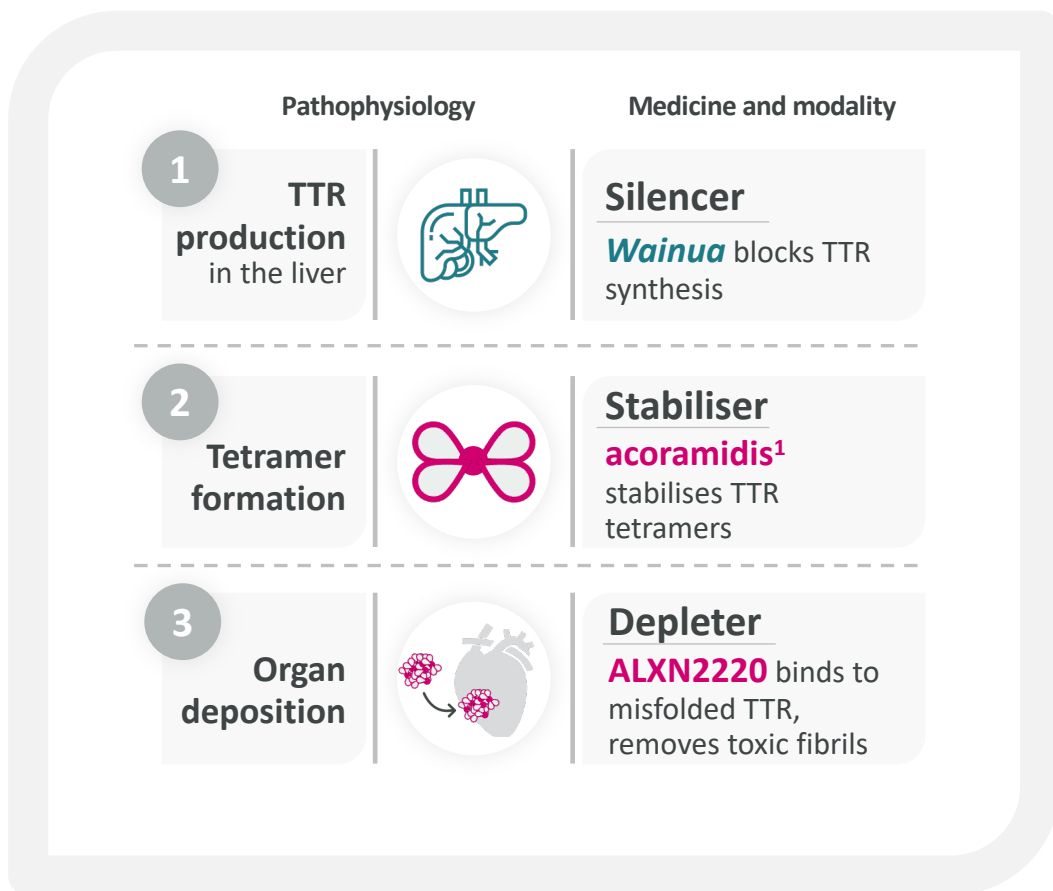 Pathophysiology
Medicine and modality
1
TTR
production
in the liver
Silencer
Wainua blocks TTR
synthesis
2
Tetramer
formation
Stabiliser
acoramidis¹
stabilises TTR
tetramers
3
Organ
deposition
Depleter
ALXN2220 binds to
misfolded TTR,
removes toxic fibrils